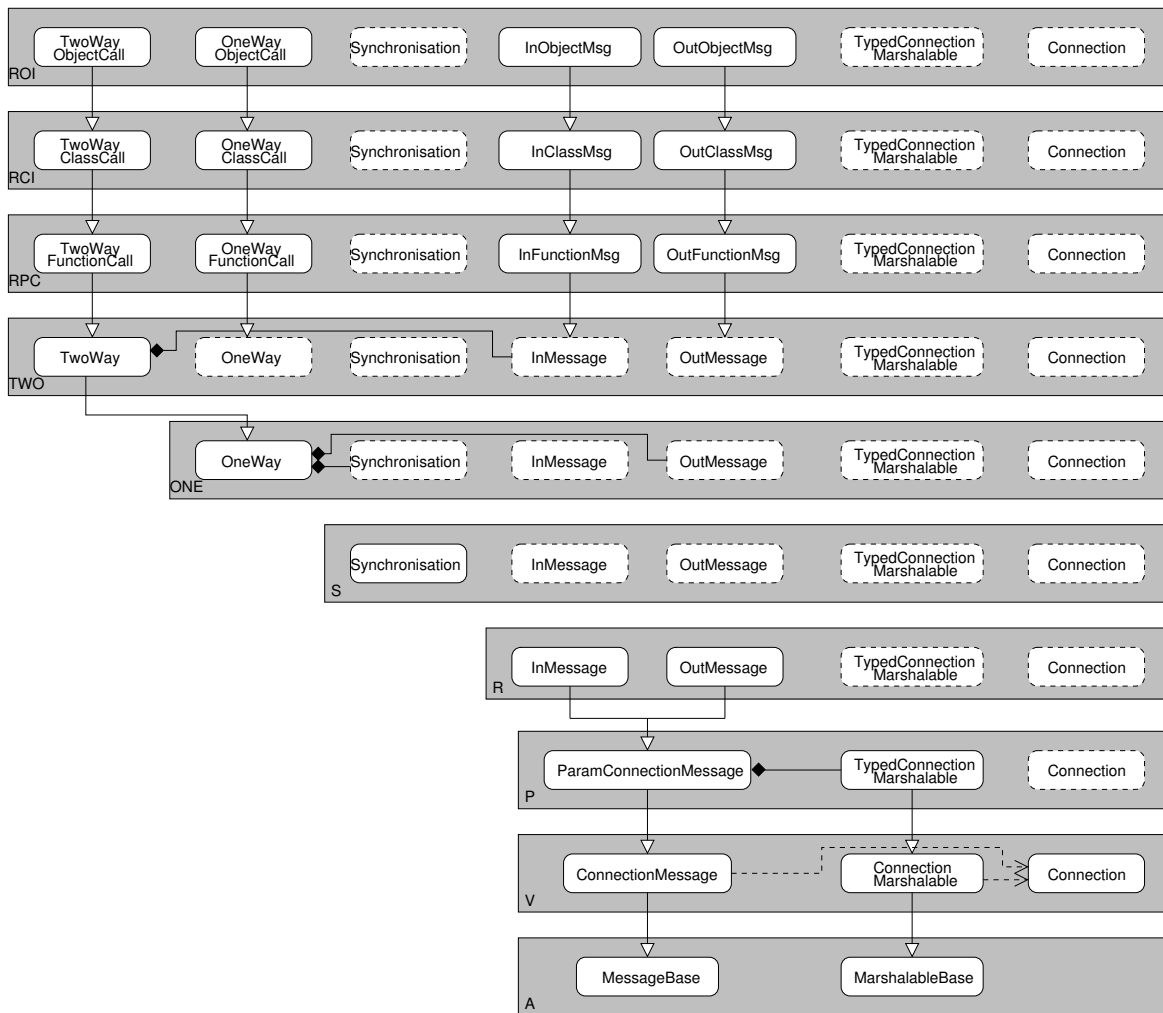 TwoWay
ObjectCall
OneWay
ObjectCall
Synchronisation
InObjectMsg
OutObjectMsg
TypedConnection
Marshalable
Connection
ROI
TwoWay
ClassCall
OneWay
ClassCall
Synchronisation
InClassMsg
OutClassMsg
TypedConnection
Marshalable
Connection
RCI
TwoWay
FunctionCall
OneWay
FunctionCall
Synchronisation
InFunctionMsg
OutFunctionMsg
TypedConnection
Marshalable
Connection
RPC
TwoWay
OneWay
Synchronisation
InMessage
OutMessage
TypedConnection
Marshalable
Connection
TWO
OneWay
Synchronisation
InMessage
OutMessage
TypedConnection
Marshalable
Connection
ONE
Synchronisation
InMessage
OutMessage
TypedConnection
Marshalable
Connection
S
InMessage
OutMessage
TypedConnection
Marshalable
Connection
R
ParamConnectionMessage
TypedConnection
Marshalable
Connection
P
ConnectionMessage
Connection
Marshalable
Connection
V
MessageBase
MarshalableBase
A